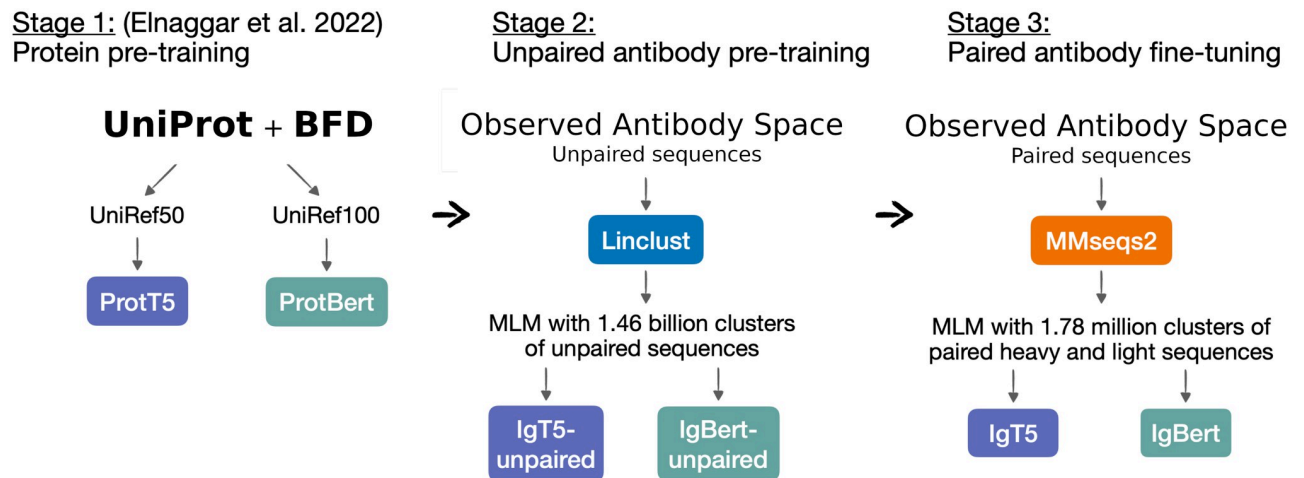 Stage 1: (Elnaggar et al. 2022)
Protein pre-training
UniProt + BFD
UniRef50
UniRef100
ProtT5
ProtBert
Stage 2:
Unpaired antibody pre-training
Observed Antibody Space
Unpaired sequences
Linclust
MLM with 1.46 billion clusters
of unpaired sequences
IgT5-
unpaired
IgBert-
unpaired
Stage 3:
Paired antibody fine-tuning
Observed Antibody Space
Paired sequences
MMseqs2
MLM with 1.78 million clusters of
paired heavy and light sequences
IgT5
IgBert